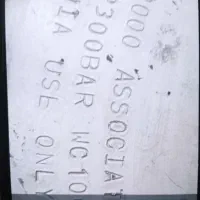 000 ASSOCIAT
300BAR WC10
IA USE ONLY